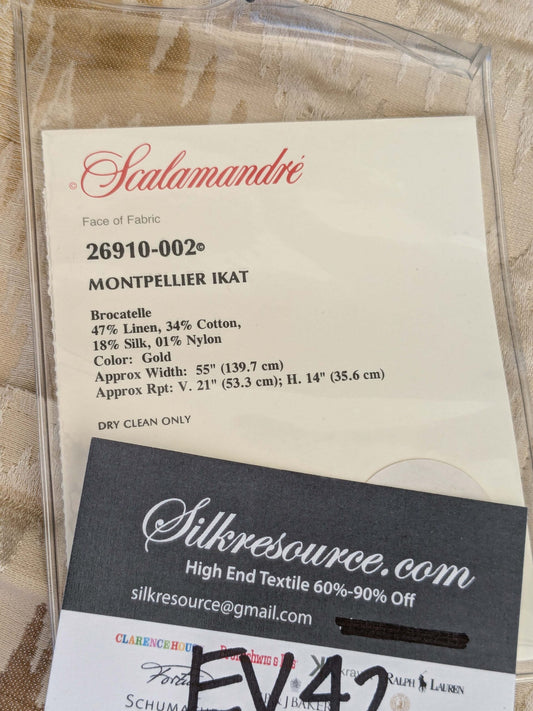 © Scalamandré
Face of Fabric
26910-002©
MONTPELLIER IKAT
Brocatelle
47% Linen, 34% Cotton,
18% Silk, 01% Nylon
Color: Gold
Approx Width: 55" (139.7 cm)
Approx Rpt: V. 21" (53.3 cm); H. 14" (35.6 cm)
DRY CLEAN ONLY
Silkresource.com
High End Textile 60%-90% Off
silkresource@gmail.com
CLARENCE HOU
RALPH LAUREN
EV42